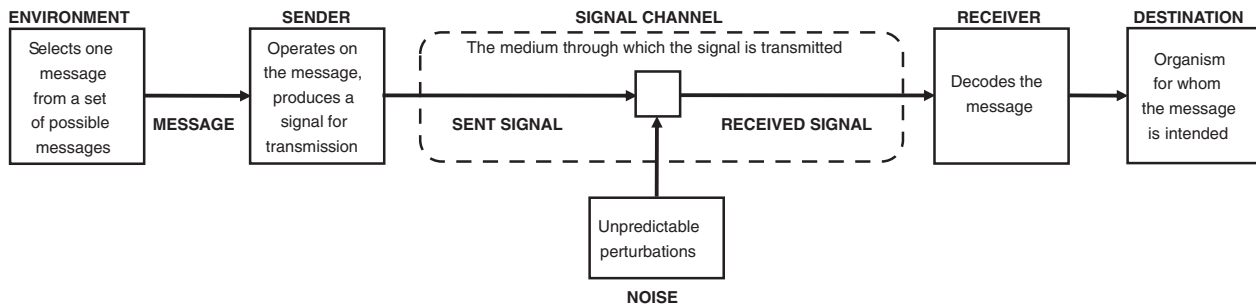 ENVIRONMENT
Selects one
message
from a set
of possible
messages
MESSAGE
SENDER
Operates on
the message,
produces a
signal for
transmission
SIGNAL CHANNEL
The medium through which the signal is transmitted
SENT SIGNAL
RECEIVED SIGNAL
Unpredictable
perturbations
NOISE
RECEIVER
Decodes the
message
DESTINATION
Organism
for whom
the message
is intended